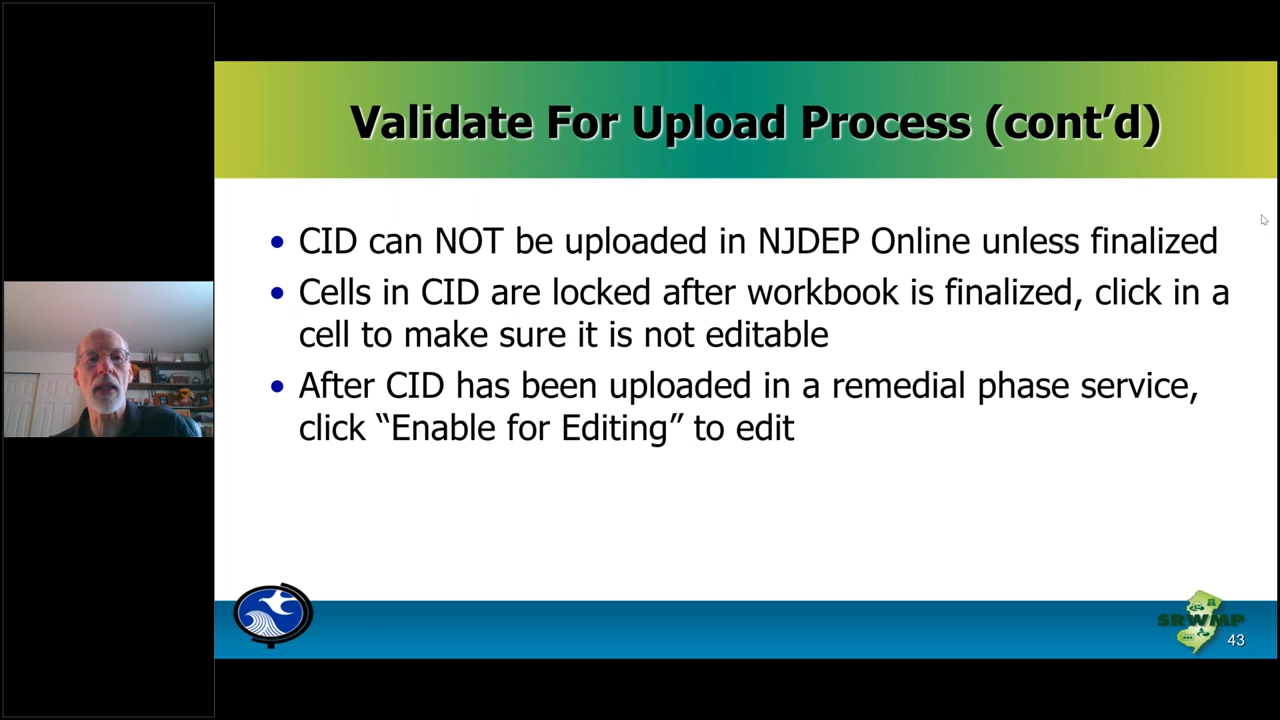 Validate For Upload Process (cont’d)
• CID can NOT be uploaded in NJDEP Online unless finalized
• Cells in CID are locked after workbook is finalized, click in a
cell to make sure it is not editable
• After CID has been uploaded in a remedial phase service,
click “Enable for Editing” to edit
SRWMP
43